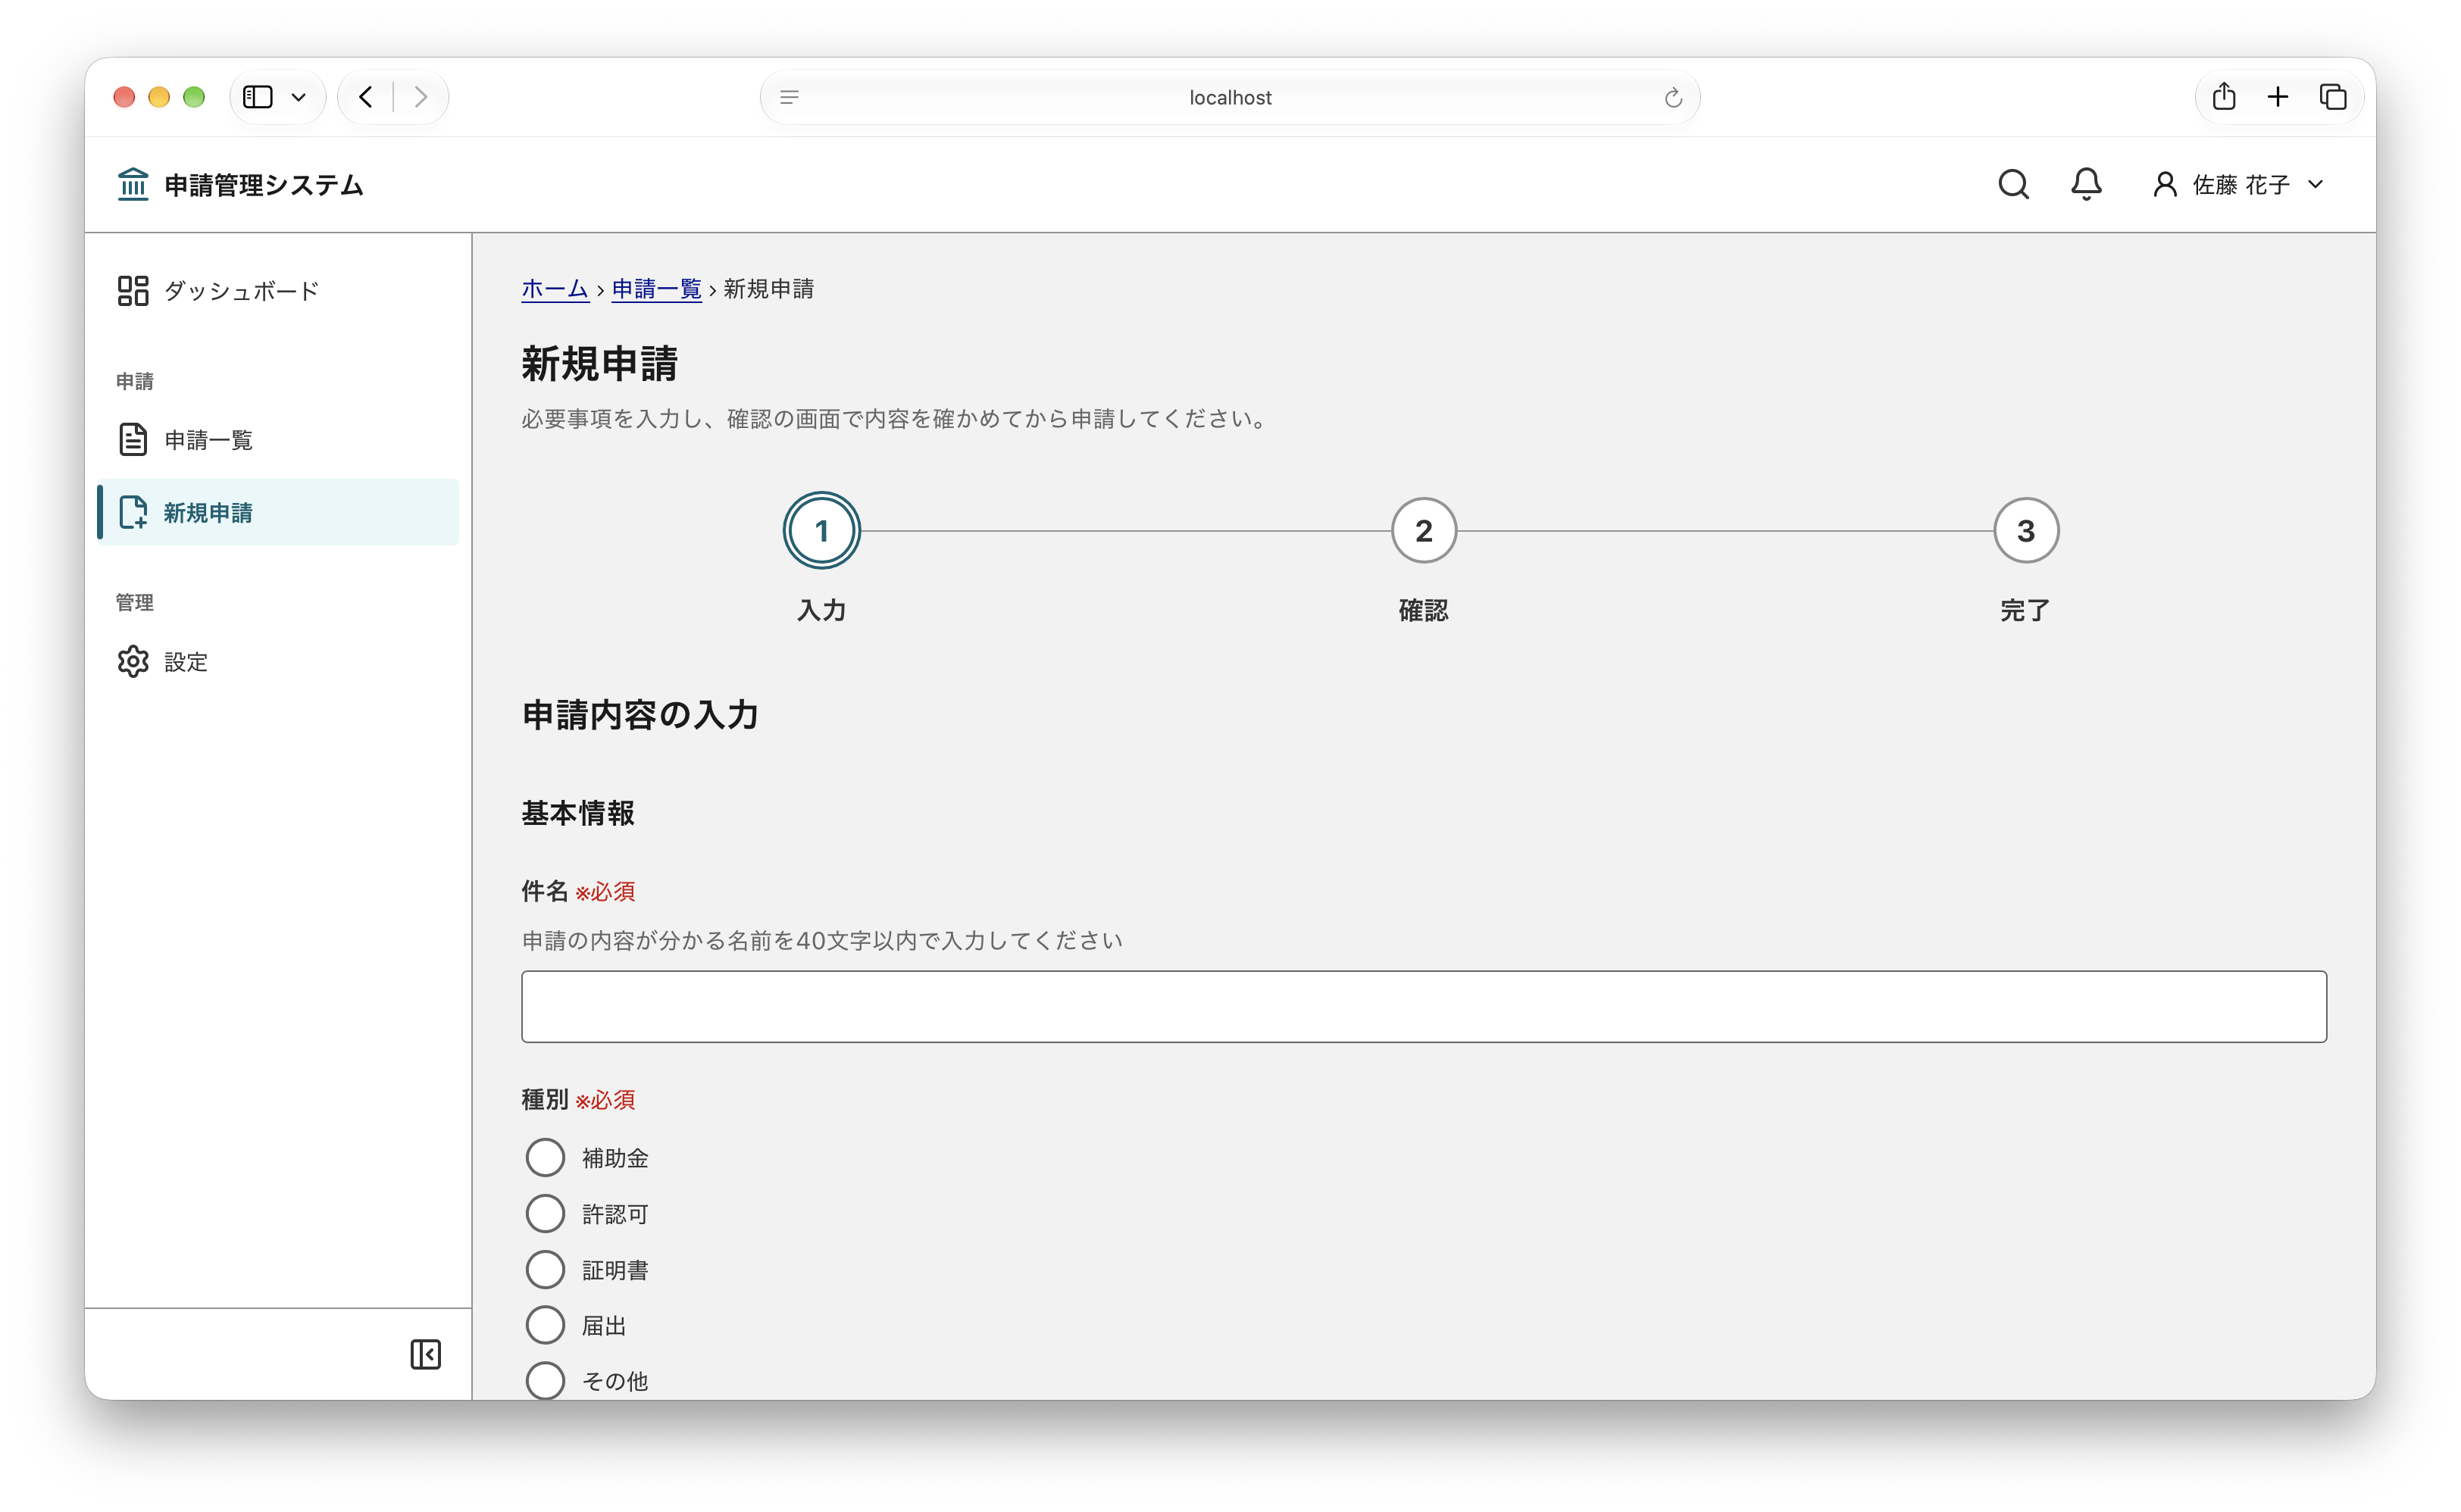 localhost
申請管理システム
佐藤 花子
ダッシュボード
申請
申請一覧
新規申請
管理
設定
ホーム › 申請一覧 › 新規申請
新規申請
必要事項を入力し、確認の画面で内容を確かめてから申請してください。
1
2
3
入力
確認
完了
申請内容の入力
基本情報
件名 ※必須
申請の内容が分かる名前を40文字以内で入力してください
種別 ※必須
補助金
許認可
証明書
届出
その他